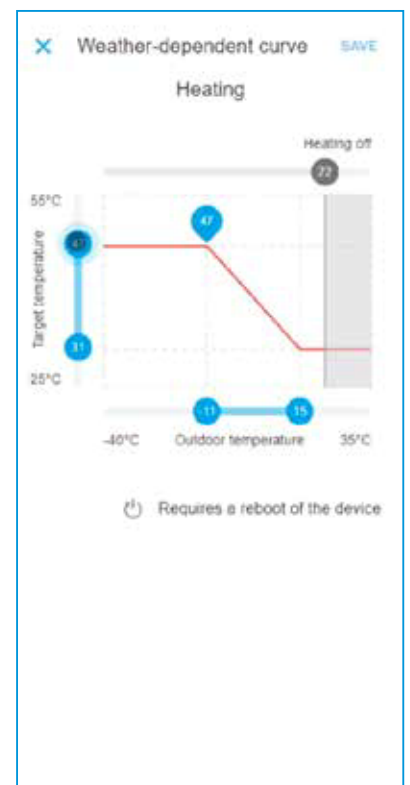 Weather-dependent curve SAVE
Heating
Heating off
22
55°C
47
47
Target temperature
31
25°C
-11 15
-40°C Outdoor temperature 35°C
Requires a reboot of the device